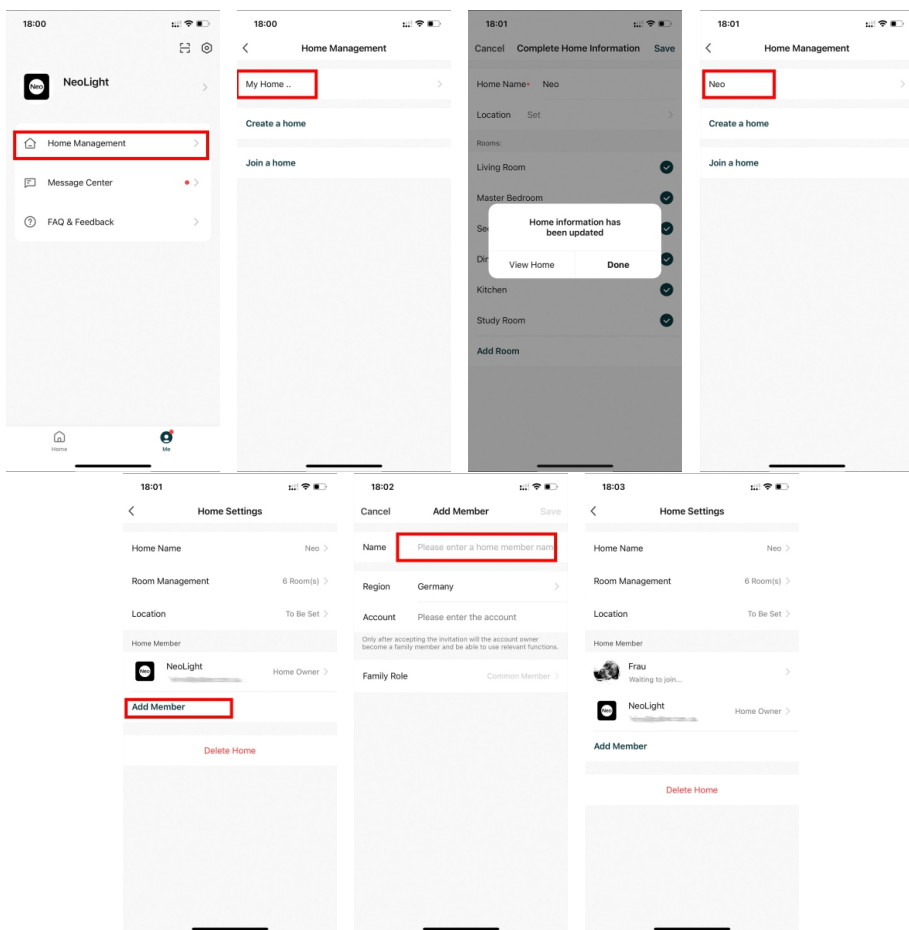 18:00
Neo
NeoLight
Home Management
Message Center
FAQ & Feedback
Home
Me
18:00
Home Management
My Home ..
Create a home
Join a home
18:01
Cancel Complete Home Information Save
Home Name* Neo
Location Set
Rooms:
Living Room
Master Bedroom
Se
Home information has
been updated
Din
View Home Done
Kitchen
Study Room
Add Room
18:01
Home Management
Neo
Create a home
Join a home
18:01
Home Settings
Home Name Neo
Room Management 6 Room(s)
Location To Be Set
Home Member
Neo
NeoLight
Home Owner
Add Member
Delete Home
18:02
Cancel Add Member Save
Name Please enter a home member nam
Region Germany
Account Please enter the account
Only after accepting the invitation will the account owner
become a family member and be able to use relevant functions.
Family Role Common Member
18:03
Home Settings
Home Name Neo
Room Management 6 Room(s)
Location To Be Set
Home Member
Frau
Waiting to join...
Neo
NeoLight
Home Owner
Add Member
Delete Home